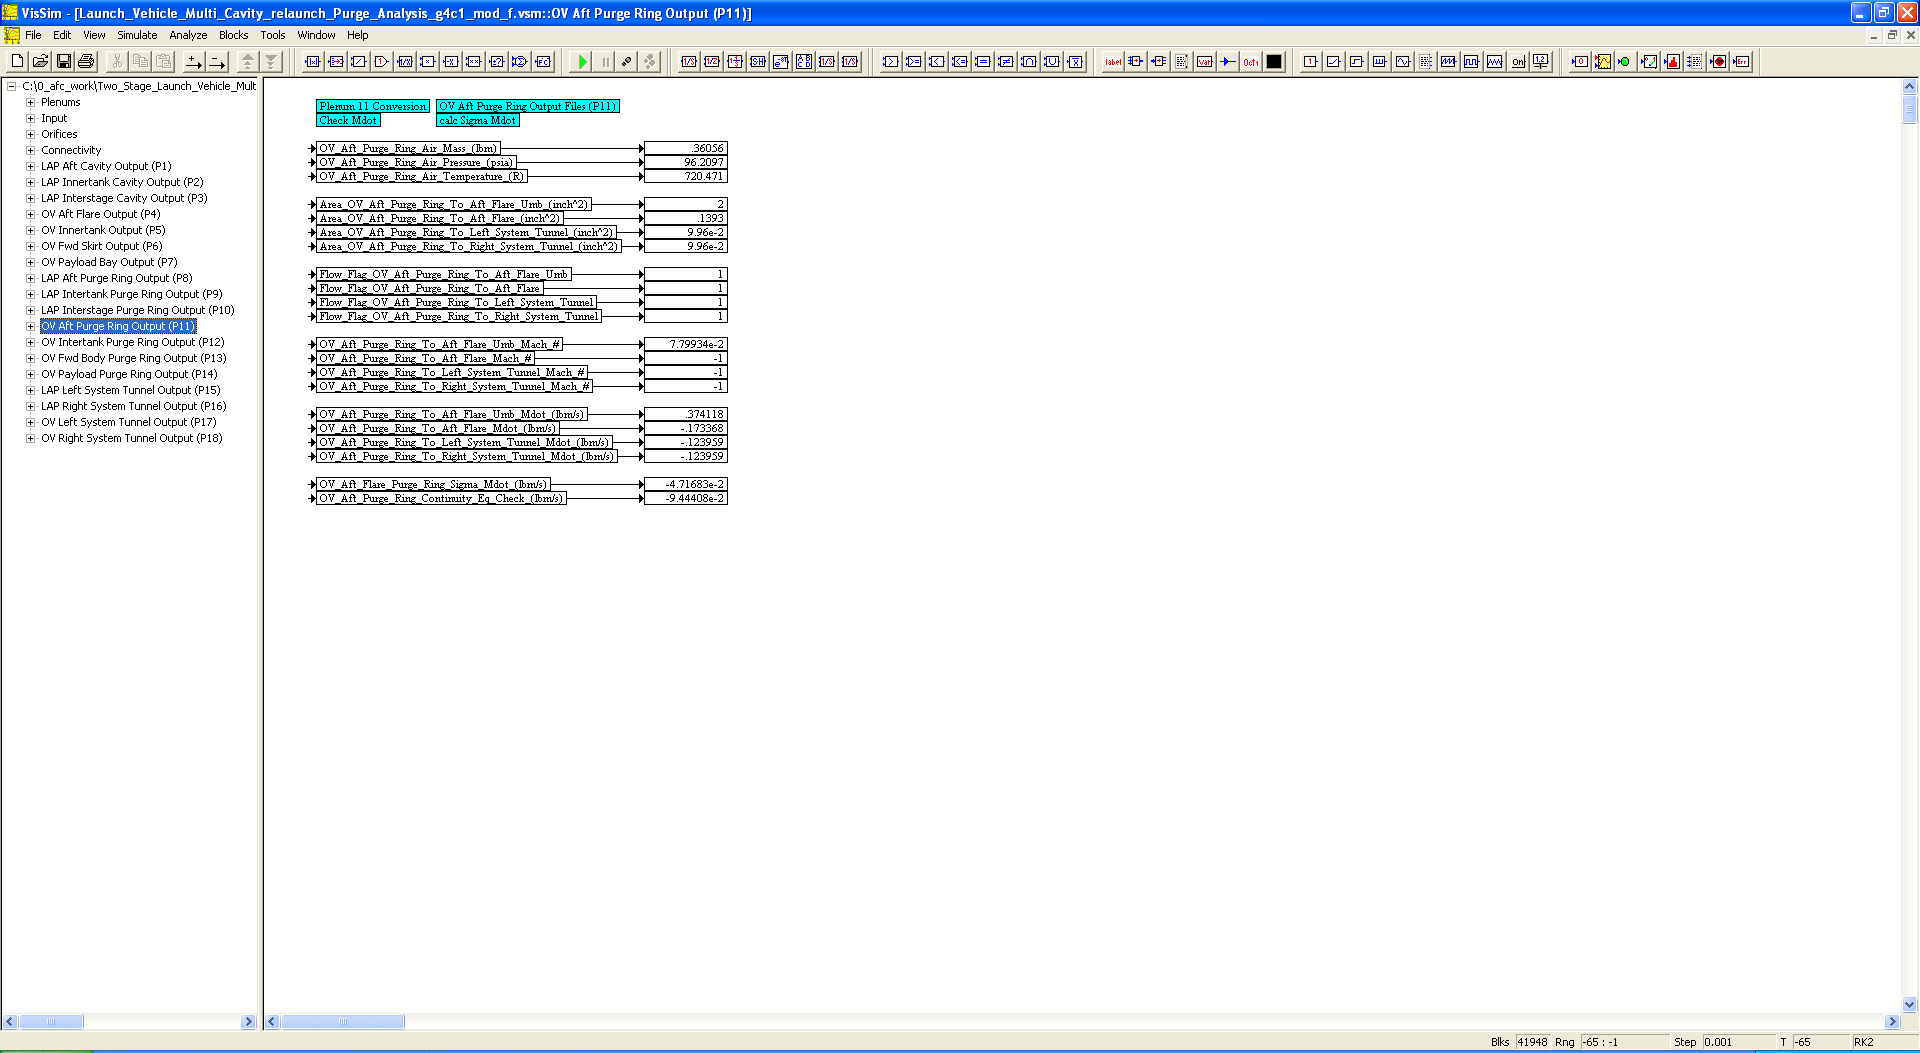 VisSim - [Launch_Vehicle_Multi_Cavity_relaunch_Purge_Analysis_g4c1_mod_f.vsm::OV Aft Purge Ring Output (P11)]
File Edit View Simulate Analyze Blocks Tools Window Help
C:\0_afc_work\Two_Stage_Launch_Vehicle_Mult
Plenums
Input
Orifices
Connectivity
LAP Aft Cavity Output (P1)
LAP Innertank Cavity Output (P2)
LAP Interstage Cavity Output (P3)
OV Aft Flare Output (P4)
OV Innertank Output (P5)
OV Fwd Skirt Output (P6)
OV Payload Bay Output (P7)
LAP Aft Purge Ring Output (P8)
LAP Intertank Purge Ring Output (P9)
LAP Interstage Purge Ring Output (P10)
OV Aft Purge Ring Output (P11)
OV Intertank Purge Ring Output (P12)
OV Fwd Body Purge Ring Output (P13)
OV Payload Purge Ring Output (P14)
LAP Left System Tunnel Output (P15)
LAP Right System Tunnel Output (P16)
OV Left System Tunnel Output (P17)
OV Right System Tunnel Output (P18)
Plenum 11 Conversion OV Aft Purge Ring Output Files (P11)
Check Mdot calc Sigma Mdot
OV_Aft_Purge_Ring_Air_Mass_(lbm) .36056
OV_Aft_Purge_Ring_Air_Pressure_(psia) 96.2097
OV_Aft_Purge_Ring_Air_Temperature_(R) 720.471
Area_OV_Aft_Purge_Ring_To_Aft_Flare_Umb_(inch^2) 2
Area_OV_Aft_Purge_Ring_To_Aft_Flare_(inch^2) .1393
Area_OV_Aft_Purge_Ring_To_Left_System_Tunnel_(inch^2) 9.96e-2
Area_OV_Aft_Purge_Ring_To_Right_System_Tunnel_(inch^2) 9.96e-2
Flow_Flag_OV_Aft_Purge_Ring_To_Aft_Flare_Umb 1
Flow_Flag_OV_Aft_Purge_Ring_To_Aft_Flare 1
Flow_Flag_OV_Aft_Purge_Ring_To_Left_System_Tunnel 1
Flow_Flag_OV_Aft_Purge_Ring_To_Right_System_Tunnel 1
OV_Aft_Purge_Ring_To_Aft_Flare_Umb_Mach_# 7.79934e-2
OV_Aft_Purge_Ring_To_Aft_Flare_Mach_# -1
OV_Aft_Purge_Ring_To_Left_System_Tunnel_Mach_# -1
OV_Aft_Purge_Ring_To_Right_System_Tunnel_Mach_# -1
OV_Aft_Purge_Ring_To_Aft_Flare_Umb_Mdot_(lbm/s) .374118
OV_Aft_Purge_Ring_To_Aft_Flare_Mdot_(lbm/s) -.173368
OV_Aft_Purge_Ring_To_Left_System_Tunnel_Mdot_(lbm/s) -.123959
OV_Aft_Purge_Ring_To_Right_System_Tunnel_Mdot_(lbm/s) -.123959
OV_Aft_Flare_Purge_Ring_Sigma_Mdot_(lbm/s) -4.71683e-2
OV_Aft_Purge_Ring_Continuity_Eq_Check_(lbm/s) -9.44408e-2
Blks 41948 Rng -65 : -1 Step 0.001 T -65 RK2